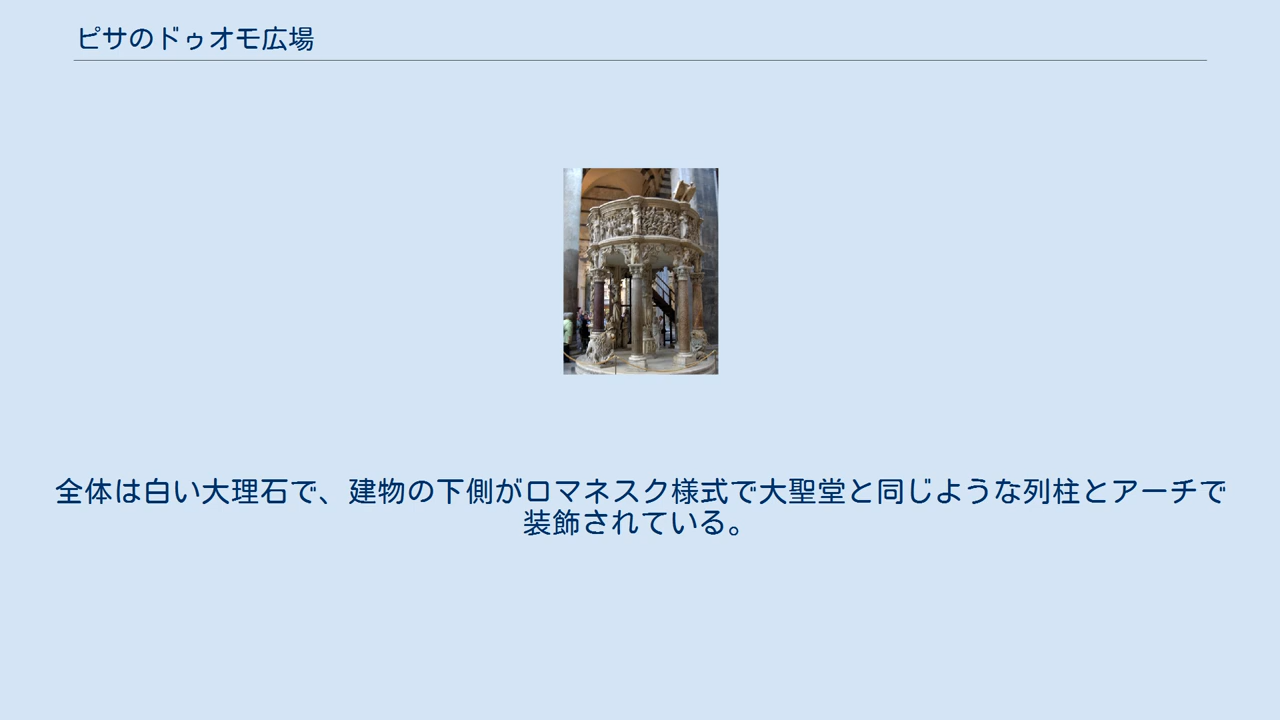 ピサのドゥオモ広場
全体は白い大理石で、建物の下側がロマネスク様式で大聖堂と同じような列柱とアーチで
装飾されている。